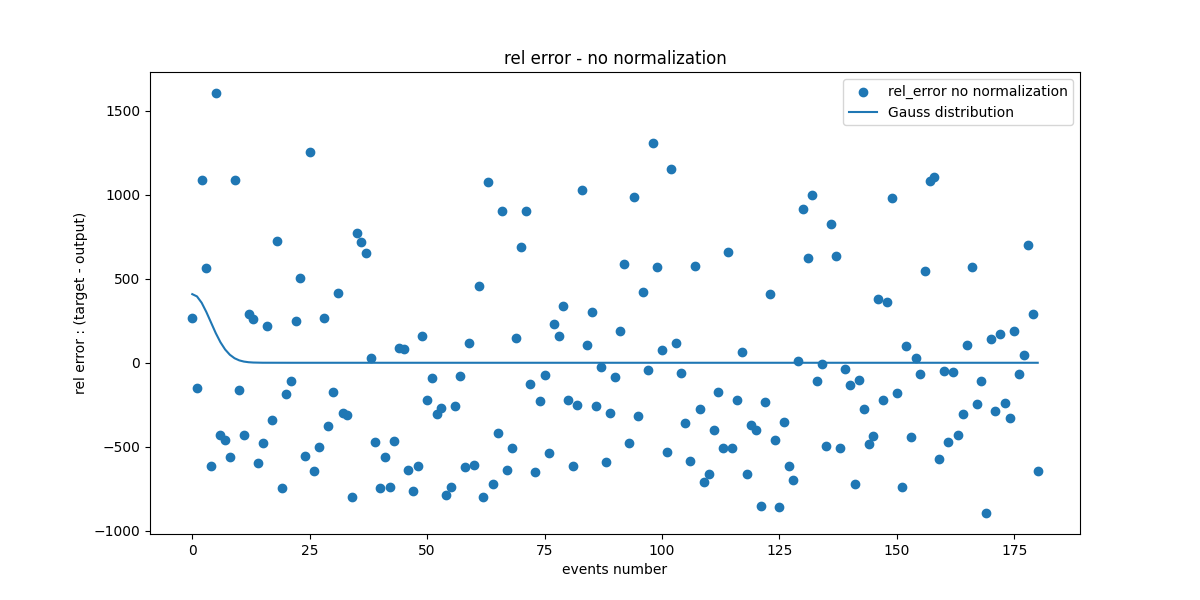 rel error - no normalization
rel_error no normalization
Gauss distribution
rel error : (target - output)
1500
1000
500
0
−500
−1000
0
25
50
75
100
125
150
175
events number